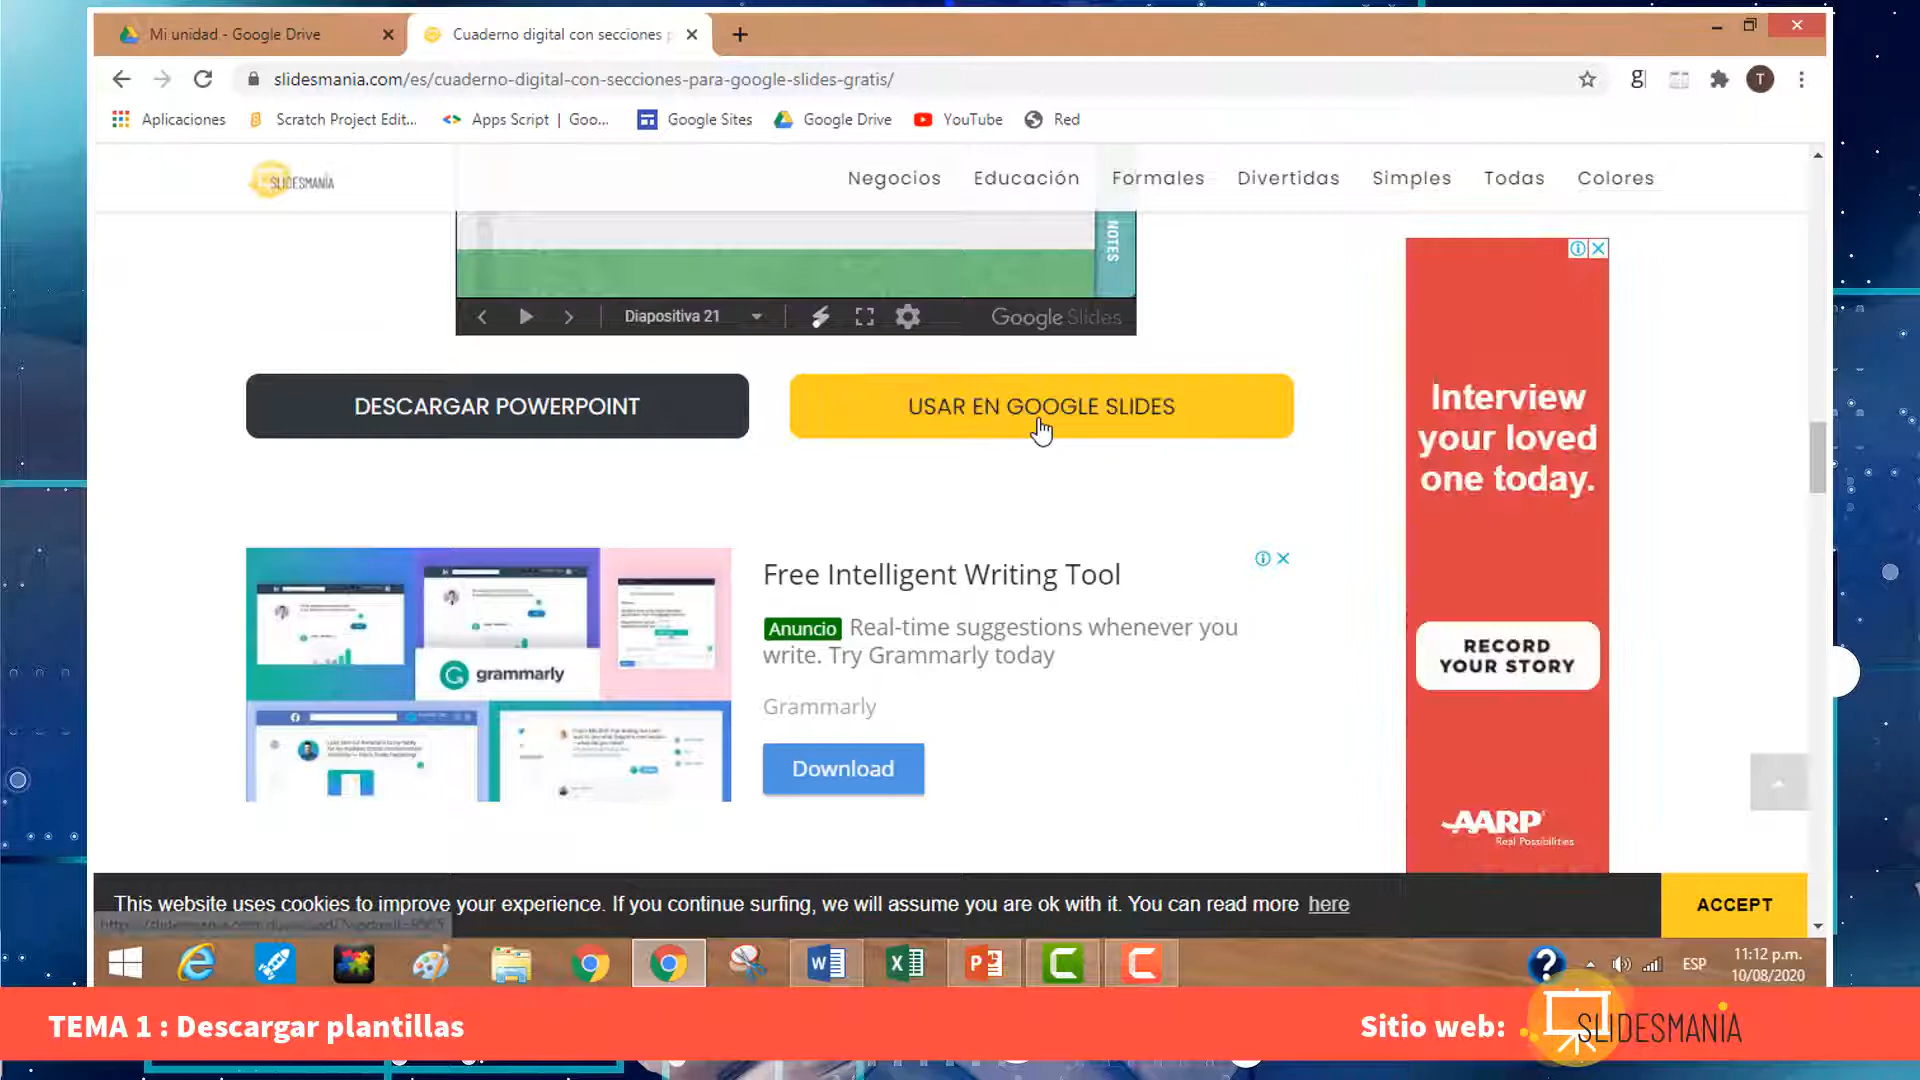 Mi unidad - Google Drive
Cuaderno digital con secciones p
slidesmania.com/es/cuaderno-digital-con-secciones-para-google-slides-gratis/
T
Aplicaciones
Scratch Project Edit...
Apps Script | Goo...
Google Sites
Google Drive
YouTube
Red
SLIDESMANÍA
Negocios
Educación
Formales
Divertidas
Simples
Todas
Colores
NOTES
Diapositiva 21
Google Slides
DESCARGAR POWERPOINT
USAR EN GOOGLE SLIDES
Interview
your loved
one today.
RECORD
YOUR STORY
AARP
Real Possibilities
grammarly
Free Intelligent Writing Tool
Anuncio Real-time suggestions whenever you
write. Try Grammarly today
Grammarly
Download
This website uses cookies to improve your experience. If you continue surfing, we will assume you are ok with it. You can read more here
ACCEPT
ESP
11:12 p.m.
10/08/2020
TEMA 1 : Descargar plantillas
Sitio web:
SLIDESMANÍA